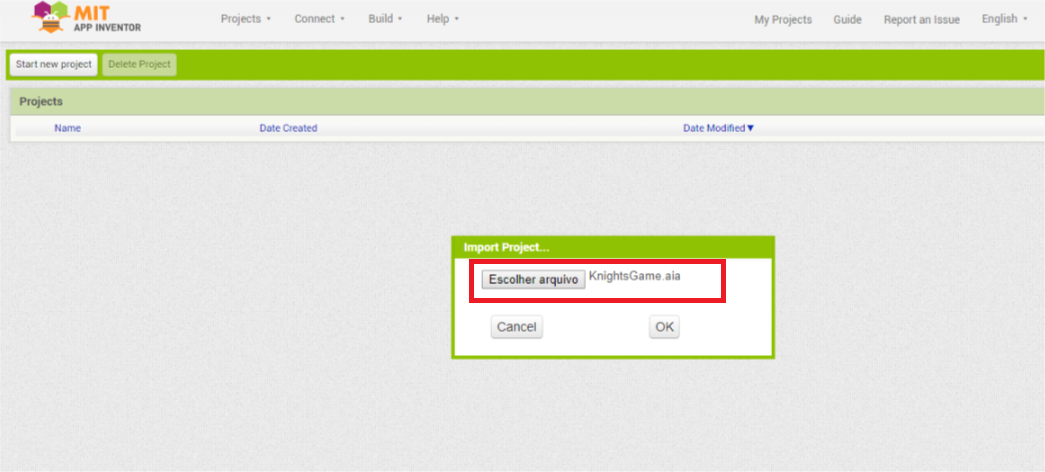 MIT
APP INVENTOR
Projects Connect Build Help My Projects Guide Report an Issue English
Start new project Delete Project
Projects
Name Date Created Date Modified
Import Project...
Escolher arquivo KnightsGame.aia
Cancel OK